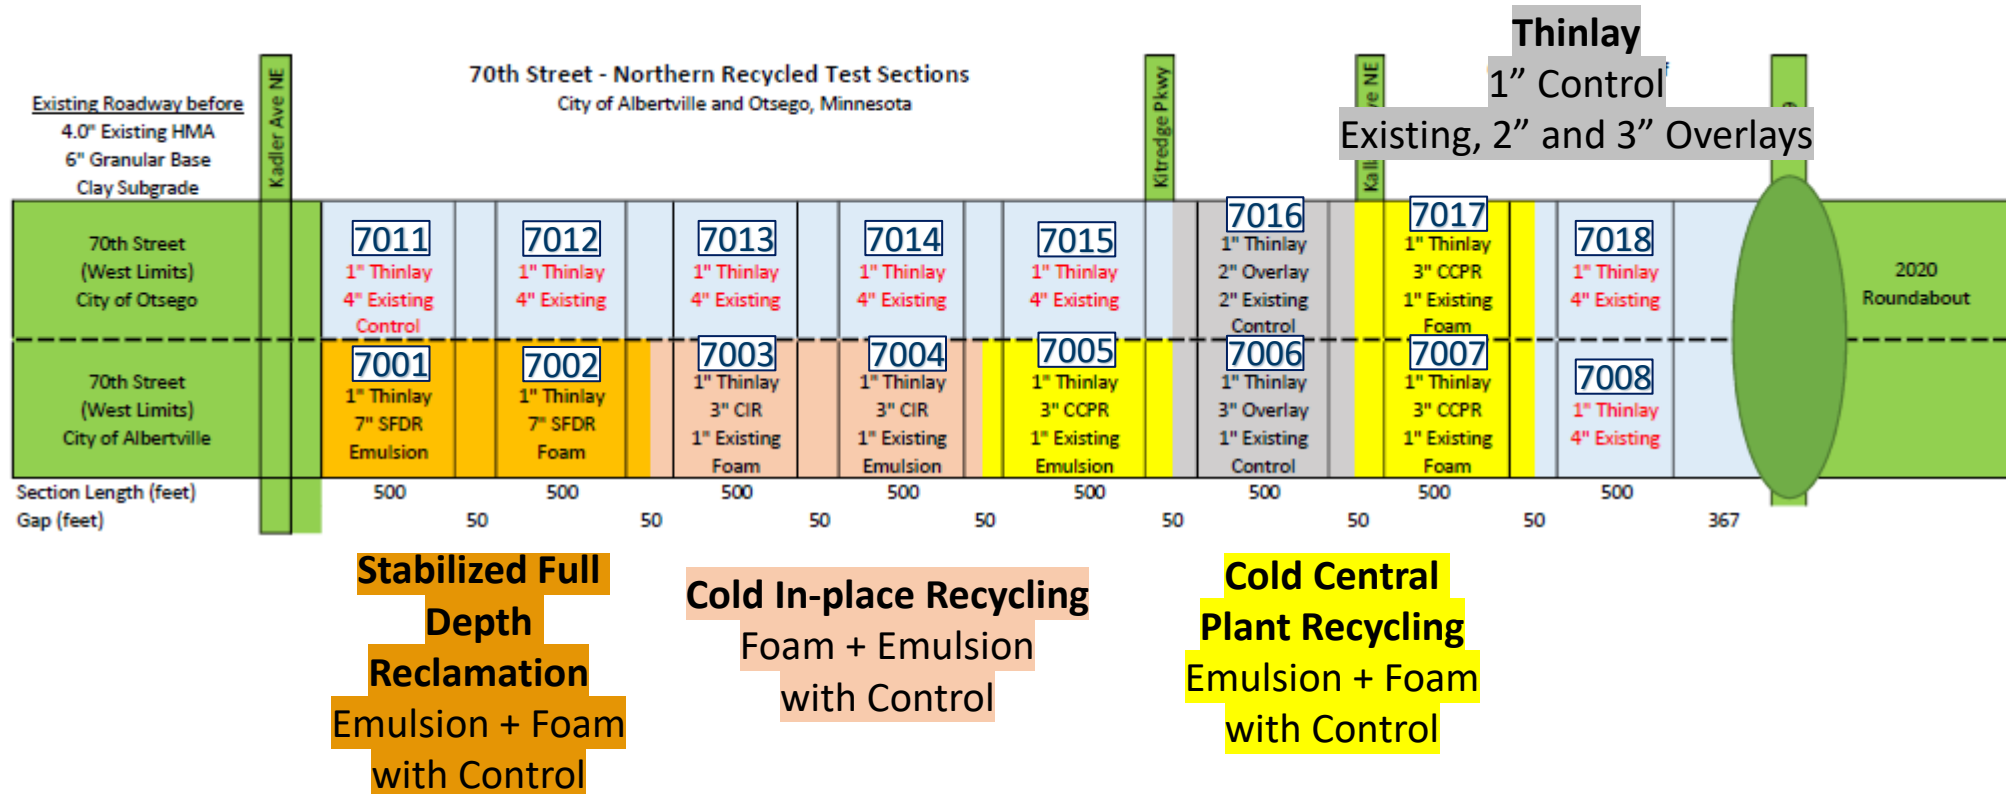 Thinlay
1” Control
Existing, 2” and 3” Overlays
70th Street - Northern Recycled Test Sections
City of Albertville and Otsego, Minnesota
Existing Roadway before
4.0" Existing HMA
6" Granular Base
Clay Subgrade
Kadler Ave NE
Kitredge Pkwy
ve NE
7011
1" Thinlay
4" Existing
Control
7012
1" Thinlay
4" Existing
7013
1" Thinlay
4" Existing
7014
1" Thinlay
4" Existing
7015
1" Thinlay
4" Existing
7016
1" Thinlay
2" Overlay
2" Existing
Control
7017
1" Thinlay
3" CCPR
1" Existing
Foam
7018
1" Thinlay
4" Existing
70th Street
(West Limits)
City of Otsego
2020
Roundabout
70th Street
(West Limits)
City of Albertville
7001
1" Thinlay
7" SFDR
Emulsion
7002
1" Thinlay
7" SFDR
Foam
7003
1" Thinlay
3" CIR
1" Existing
Foam
7004
1" Thinlay
3" CIR
1" Existing
Emulsion
7005
1" Thinlay
3" CCPR
1" Existing
Emulsion
7006
1" Thinlay
3" Overlay
1" Existing
Control
7007
1" Thinlay
3" CCPR
1" Existing
Foam
7008
1" Thinlay
4" Existing
Section Length (feet) 500 500 500 500 500 500 500 500
Gap (feet) 50 50 50 50 50 50 50 367
Stabilized Full
Depth
Reclamation
Emulsion + Foam
with Control
Cold In-place Recycling
Foam + Emulsion
with Control
Cold Central
Plant Recycling
Emulsion + Foam
with Control